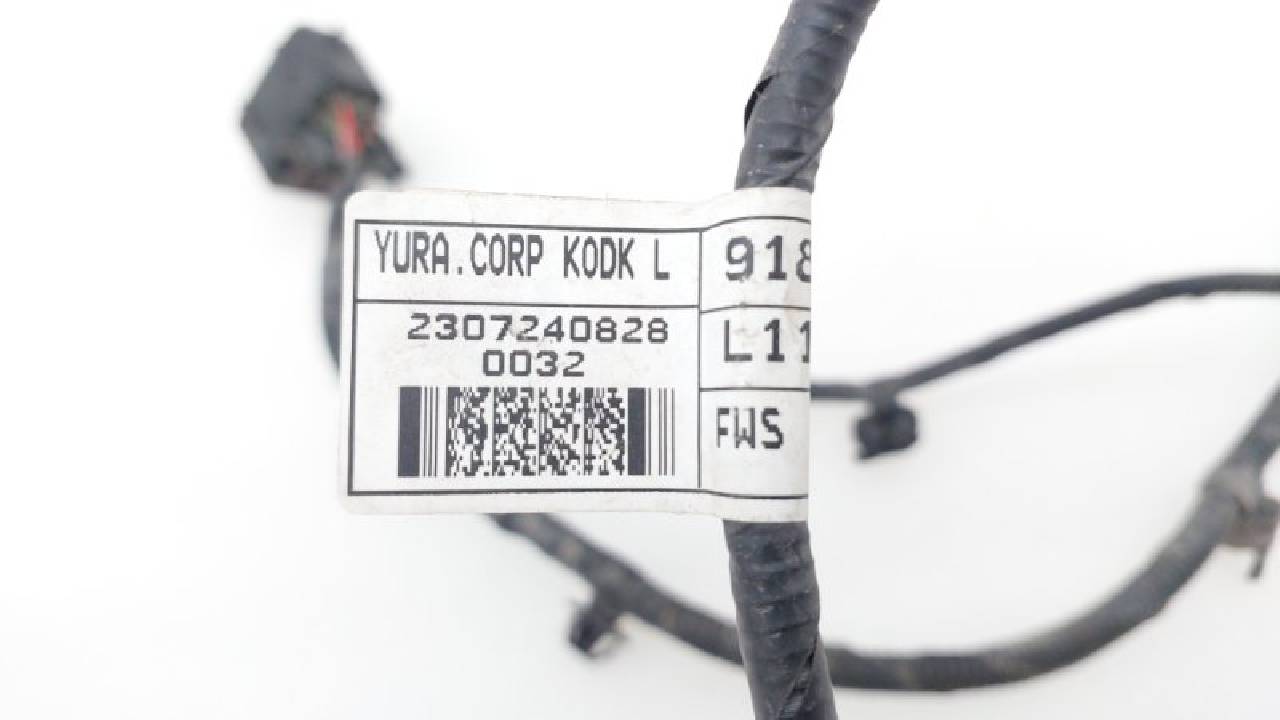 YURA.CORP KODK L
2307240828
0032
918
L11
FWS